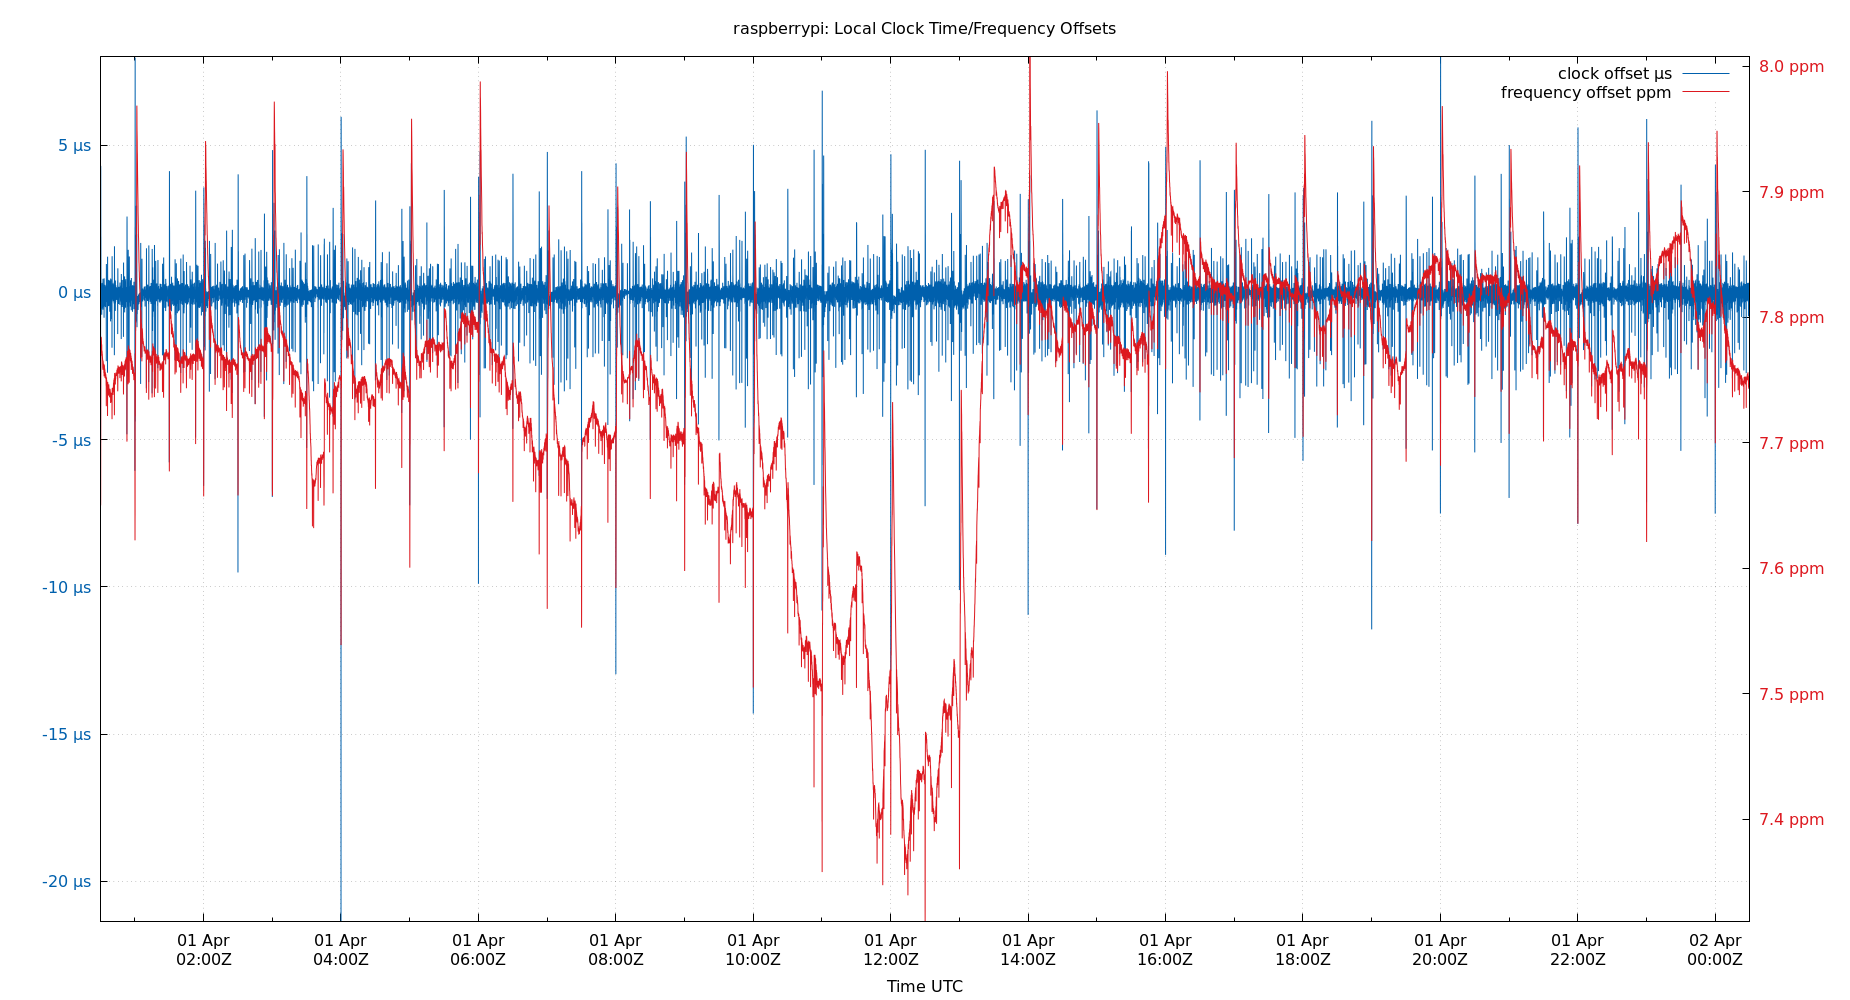 raspberrypi: Local Clock Time/Frequency Offsets
clock offset µs
frequency offset ppm
5 µs
0 µs
-5 µs
-10 µs
-15 µs
-20 µs
8.0 ppm
7.9 ppm
7.8 ppm
7.7 ppm
7.6 ppm
7.5 ppm
7.4 ppm
01 Apr 01 Apr 01 Apr 01 Apr 01 Apr 01 Apr 01 Apr 01 Apr 01 Apr 01 Apr 01 Apr 02 Apr
02:00Z 04:00Z 06:00Z 08:00Z 10:00Z 12:00Z 14:00Z 16:00Z 18:00Z 20:00Z 22:00Z 00:00Z
Time UTC